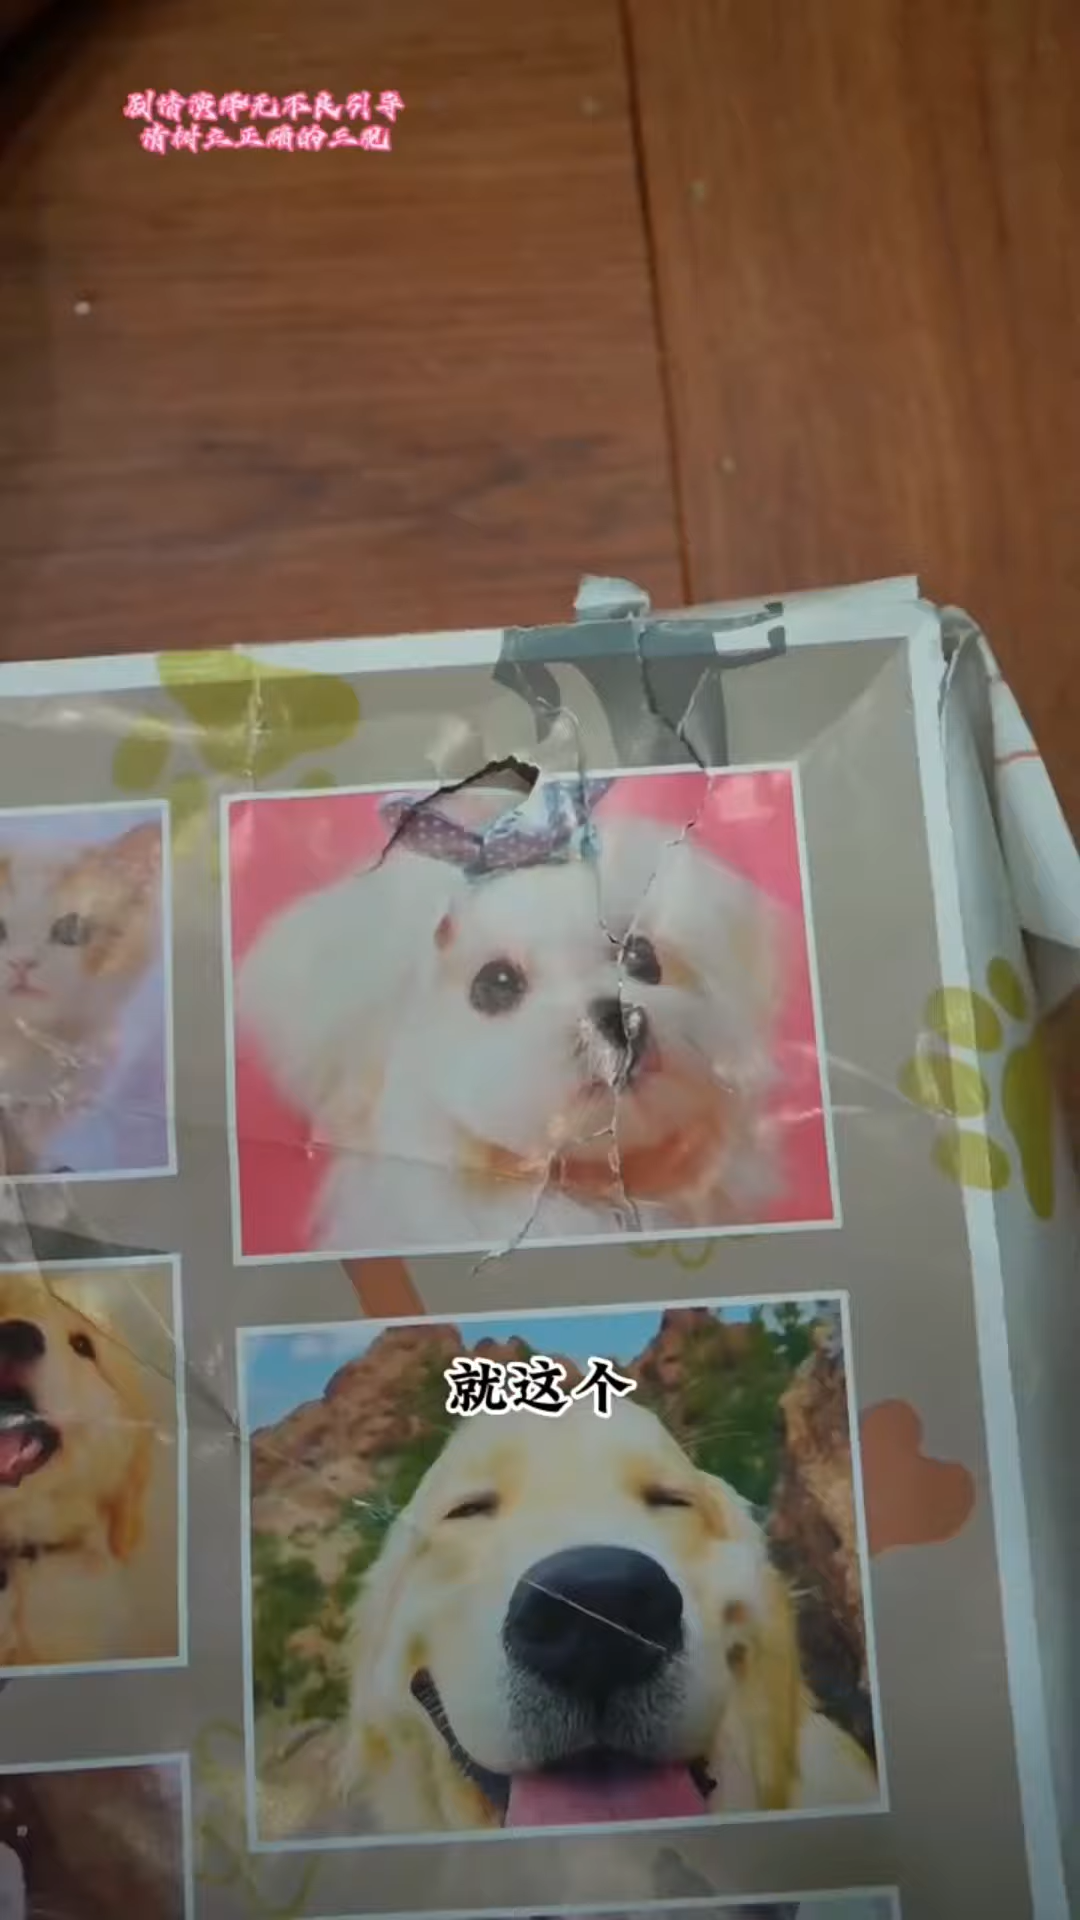 剧情演绎无不良引导
请树立正确的三观
就这个